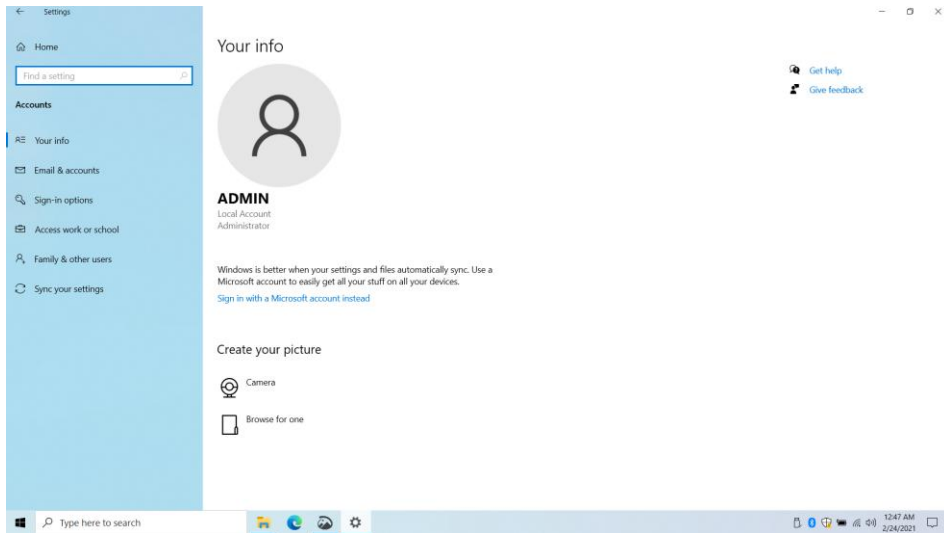 Settings
Home
Find a setting
Accounts
Your info
Email & accounts
Sign-in options
Access work or school
Family & other users
Sync your settings
Your info
ADMIN
Local Account
Administrator
Windows is better when your settings and files automatically sync. Use a
Microsoft account to easily get all your stuff on all your devices.
Sign in with a Microsoft account instead
Create your picture
Camera
Browse for one
Get help
Give feedback
Type here to search
12:47 AM
2/24/2021